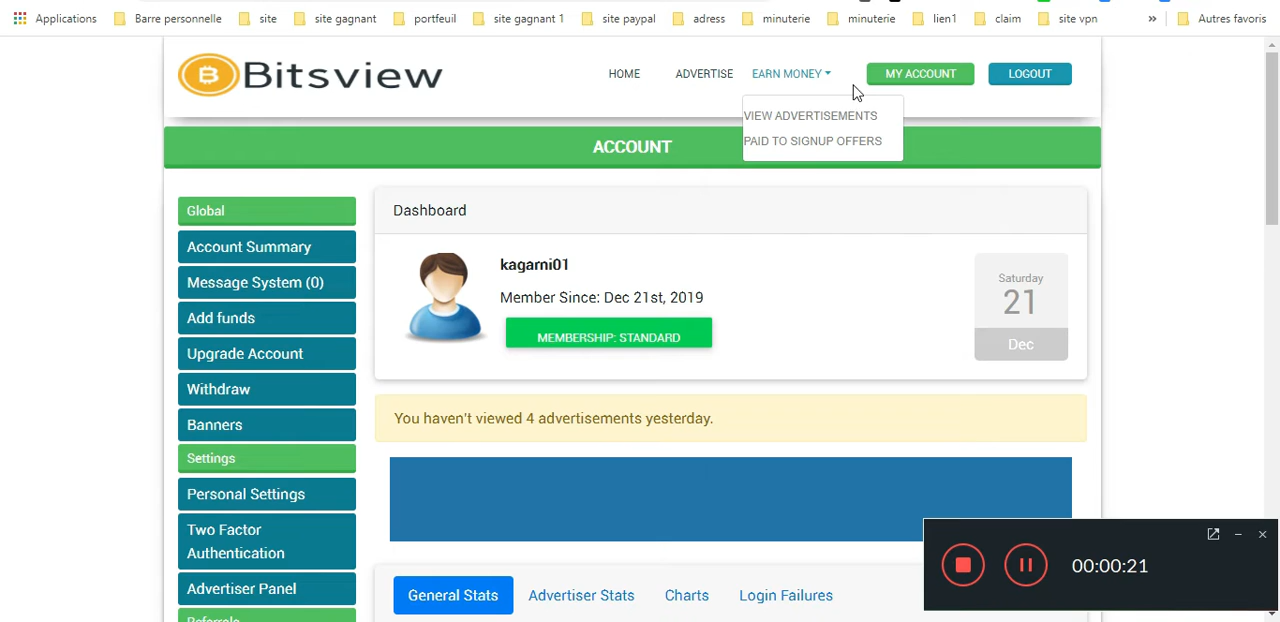 Applications Barre personnelle site site gagnant portfeuil site gagnant 1 site paypal adress minuterie minuterie lien1 claim site vpn » Autres favoris
Bitsview
HOME ADVERTISE EARN MONEY MY ACCOUNT LOGOUT
VIEW ADVERTISEMENTS
PAID TO SIGNUP OFFERS
ACCOUNT
Global
Account Summary
Message System (0)
Add funds
Upgrade Account
Withdraw
Banners
Settings
Personal Settings
Two Factor
Authentication
Advertiser Panel
Referrals
Dashboard
kagarni01
Member Since: Dec 21st, 2019
MEMBERSHIP: STANDARD
Saturday
21
Dec
You haven't viewed 4 advertisements yesterday.
General Stats Advertiser Stats Charts Login Failures
00:00:21